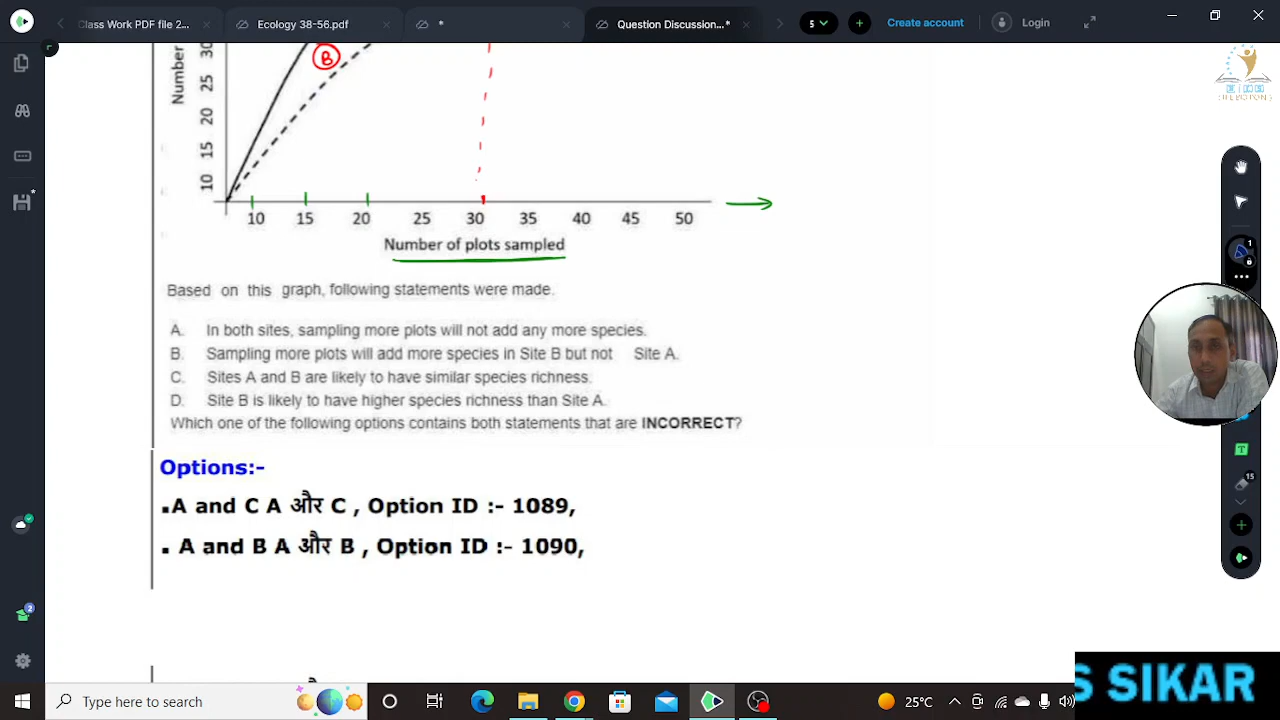 Class Work PDF file 2...
Ecology 38-56.pdf
*
Question Discussion...*
5
Create account
Login
Number
30
25
20
15
10
B
10 15 20 25 30 35 40 45 50
Number of plots sampled
Based on this graph, following statements were made.
A. In both sites, sampling more plots will not add any more species.
B. Sampling more plots will add more species in Site B but not Site A.
C. Sites A and B are likely to have similar species richness.
D. Site B is likely to have higher species richness than Site A.
Which one of the following options contains both statements that are INCORRECT?
Options:-
▪A and C A और C , Option ID :- 1089,
▪ A and B A और B , Option ID :- 1090,
1
T
15
2
S SIKAR
Type here to search
25°C